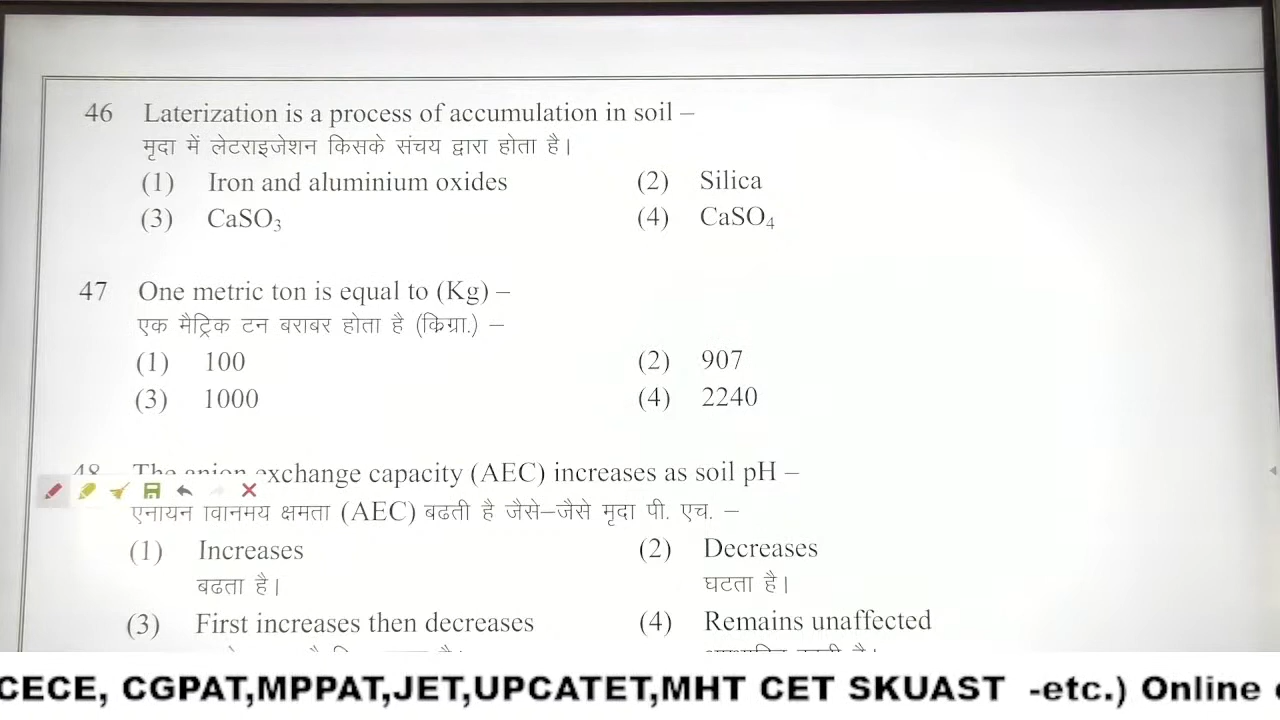 46 Laterization is a process of accumulation in soil –
मृदा में लेटराइजेशन किसके संचय द्वारा होता है।
(1) Iron and aluminium oxides (2) Silica
(3) CaSO₃ (4) CaSO₄
47 One metric ton is equal to (Kg) –
एक मैट्रिक टन बराबर होता है (किग्रा.) –
(1) 100 (2) 907
(3) 1000 (4) 2240
48 The anion exchange capacity (AEC) increases as soil pH –
एनायन विनिमय क्षमता (AEC) बढती है जैसे–जैसे मृदा पी. एच. –
(1) Increases (2) Decreases
बढता है। घटता है।
(3) First increases then decreases (4) Remains unaffected
CECE, CGPAT,MPPAT,JET,UPCATET,MHT CET SKUAST -etc.) Online